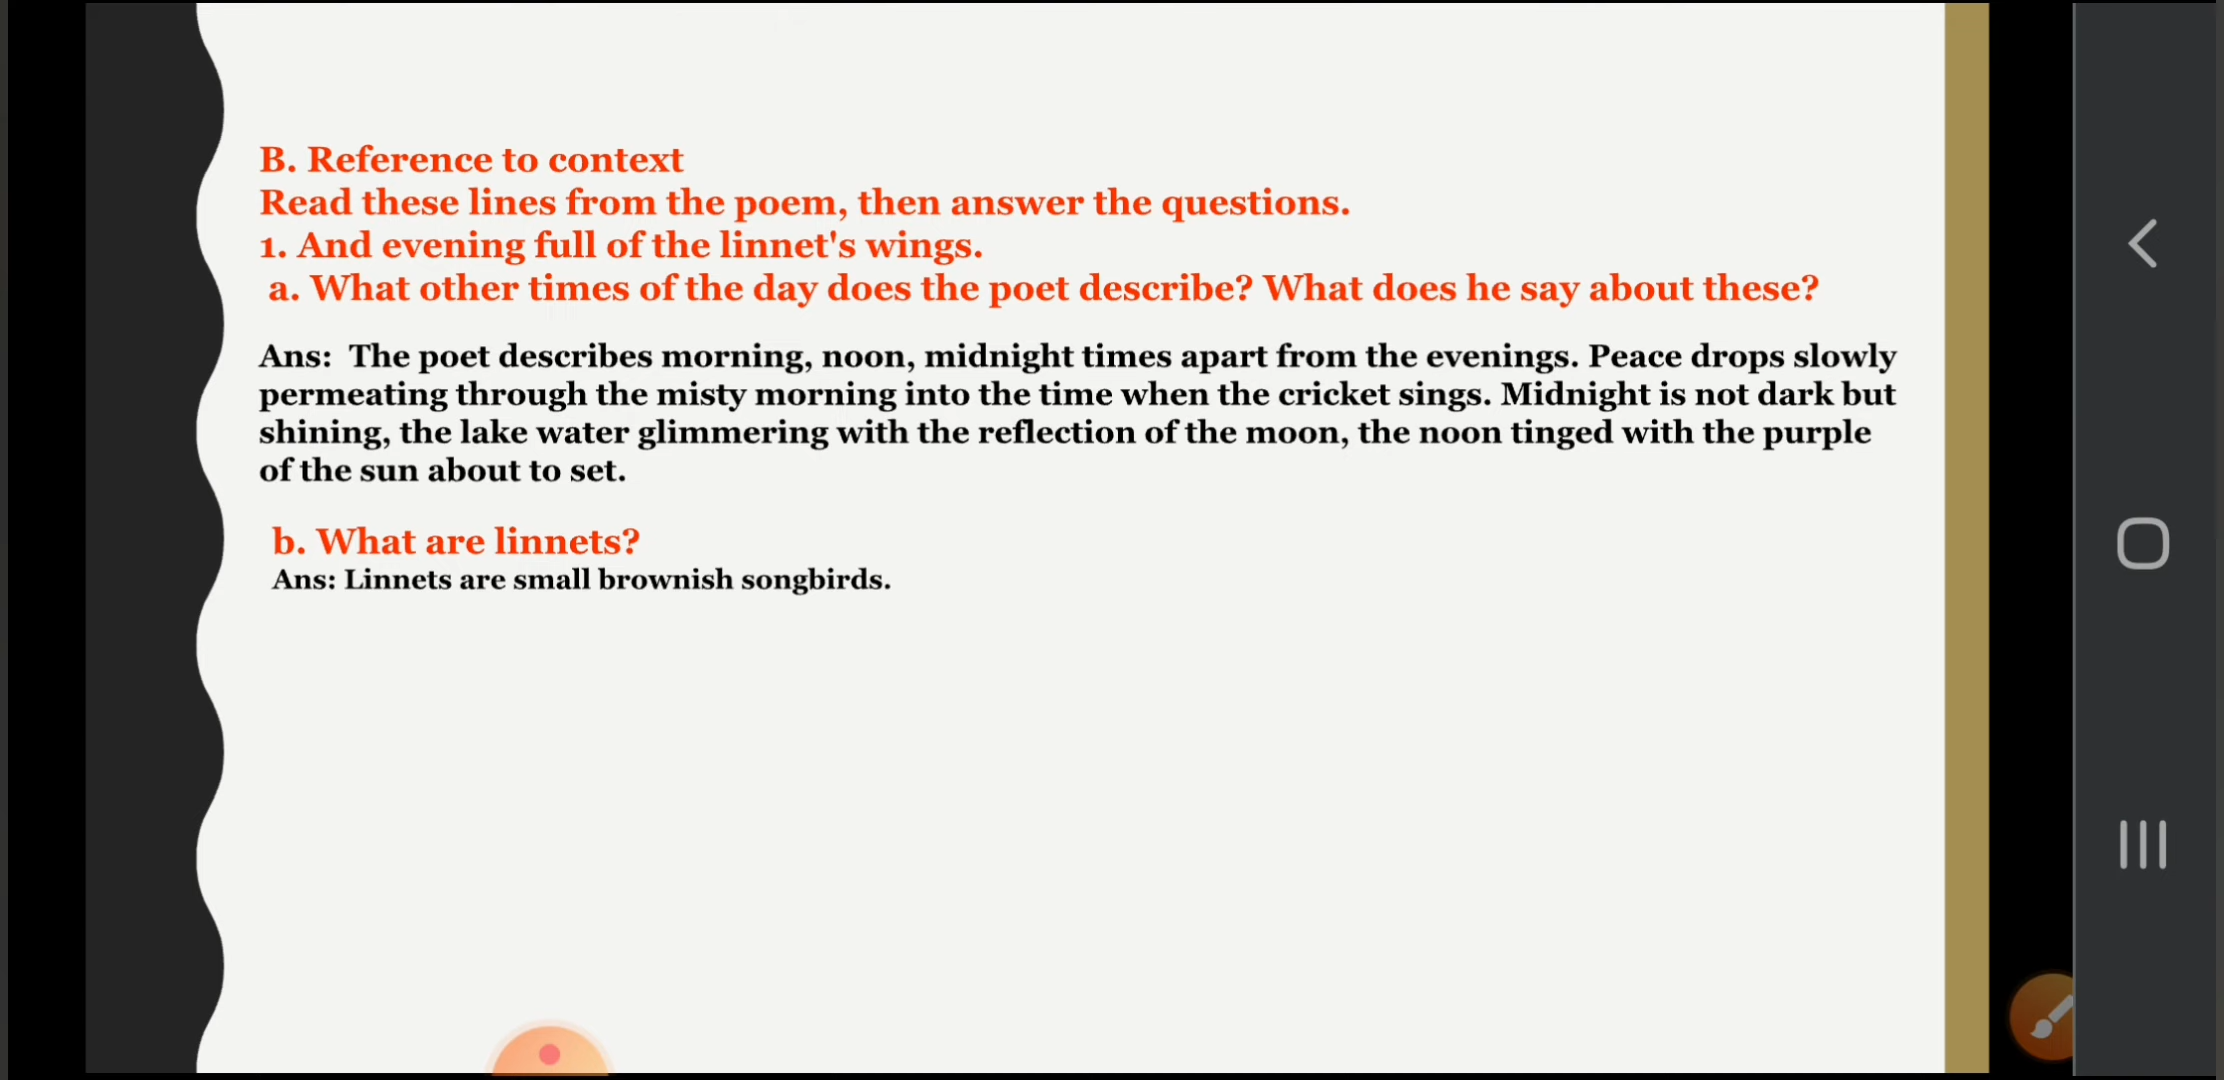 B. Reference to context
Read these lines from the poem, then answer the questions.
1. And evening full of the linnet's wings.
a. What other times of the day does the poet describe? What does he say about these?
Ans: The poet describes morning, noon, midnight times apart from the evenings. Peace drops slowly
permeating through the misty morning into the time when the cricket sings. Midnight is not dark but
shining, the lake water glimmering with the reflection of the moon, the noon tinged with the purple
of the sun about to set.
b. What are linnets?
Ans: Linnets are small brownish songbirds.